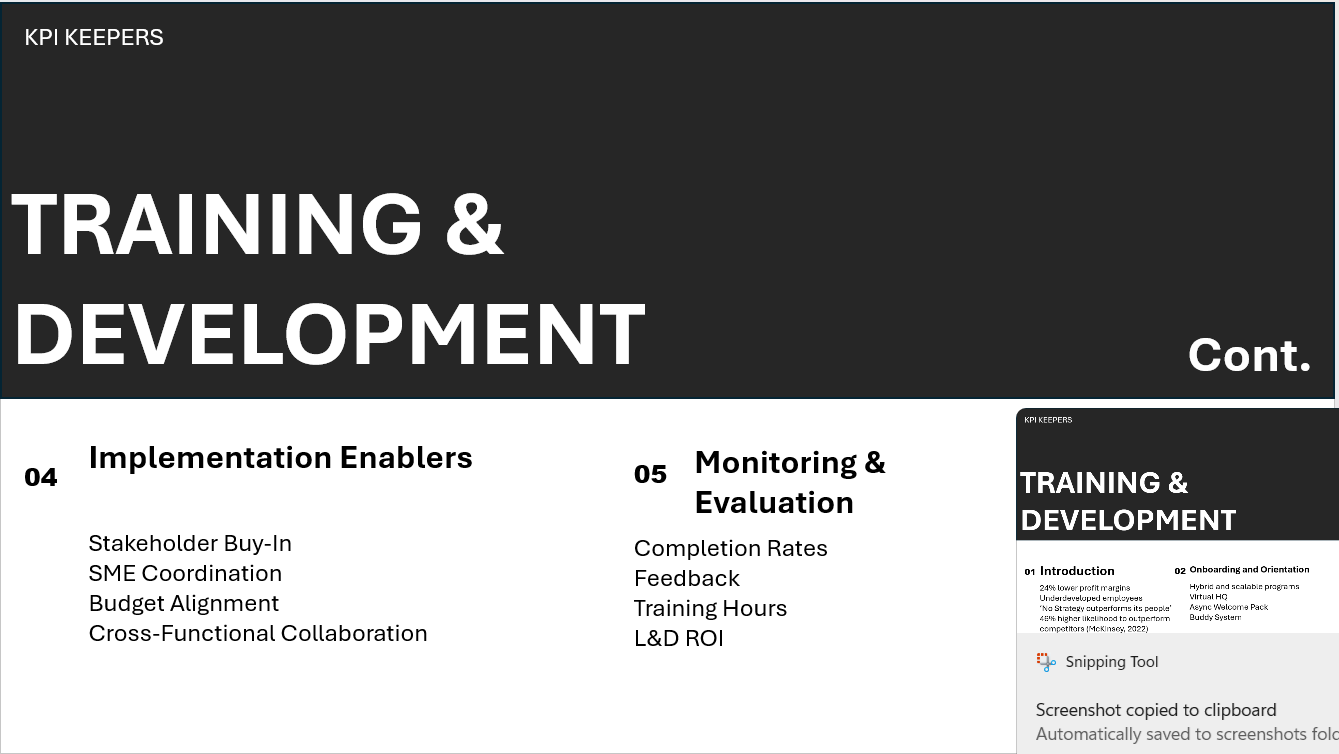 KPI KEEPERS
TRAINING &
DEVELOPMENT
Cont.
04
Implementation Enablers
Stakeholder Buy-In
SME Coordination
Budget Alignment
Cross-Functional Collaboration
05
Monitoring &
Evaluation
Completion Rates
Feedback
Training Hours
L&D ROI
KPI KEEPERS
TRAINING &
DEVELOPMENT
01 Introduction
24% lower profit margins
Underdeveloped employees
'No Strategy outperforms its people'
46% higher likelihood to outperform
competitors (McKinsey, 2022)
02 Onboarding and Orientation
Hybrid and scalable programs
Virtual HQ
Async Welcome Pack
Buddy System
Snipping Tool
Screenshot copied to clipboard
Automatically saved to screenshots fold